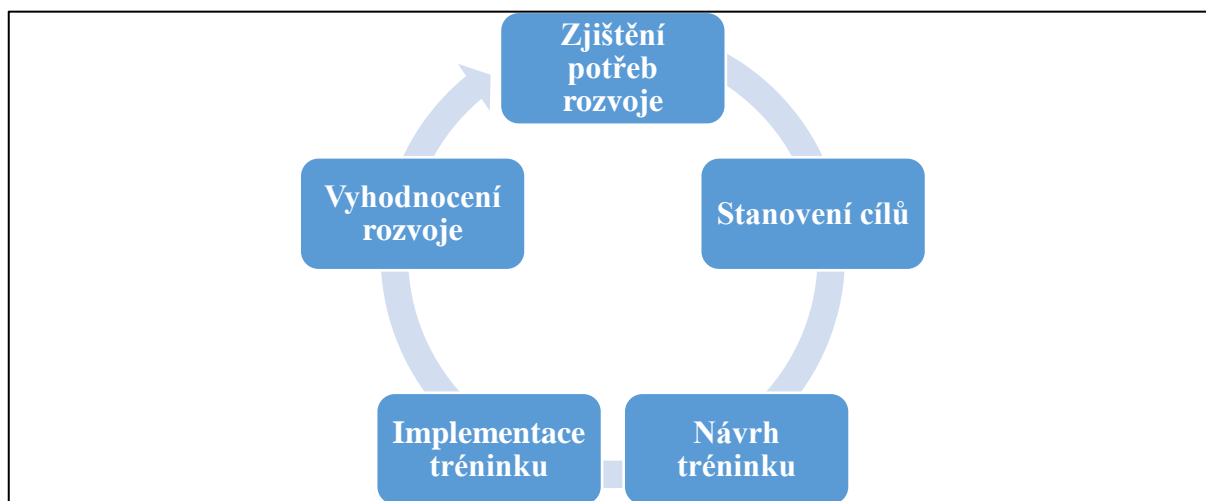 Zjištění
potřeb
rozvoje
Stanovení cílů
Návrh
tréninku
Implementace
tréninku
Vyhodnocení
rozvoje